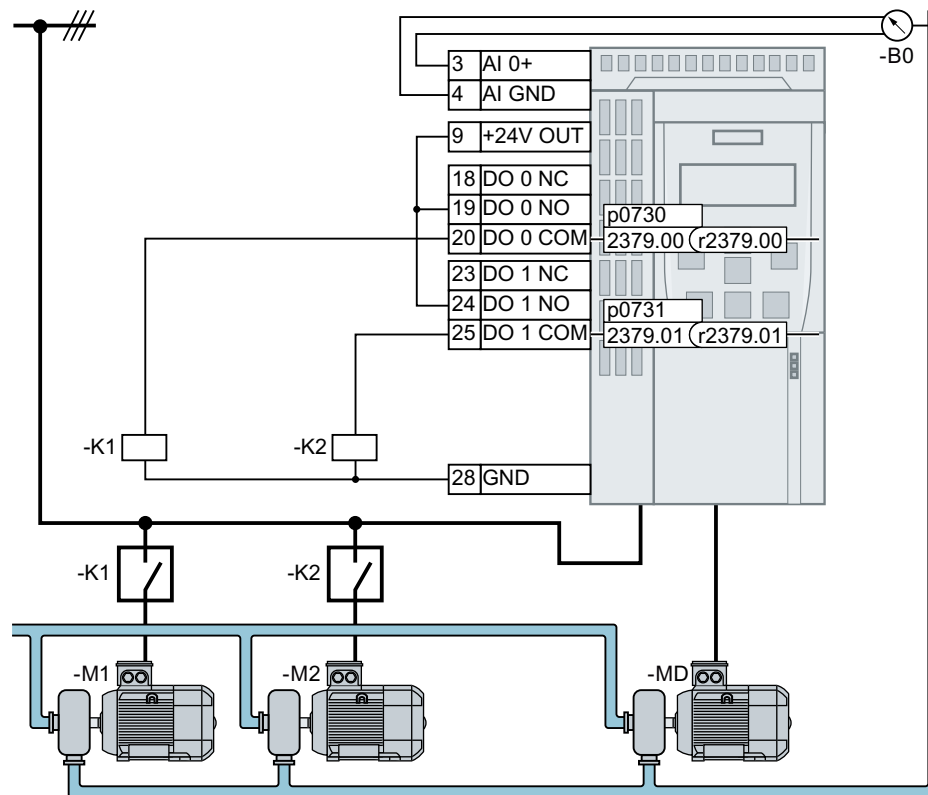 -B0
3 AI 0+
4 AI GND
9 +24V OUT
18 DO 0 NC
19 DO 0 NO
p0730
20 DO 0 COM 2379.00 r2379.00
23 DO 1 NC
24 DO 1 NO
p0731
25 DO 1 COM 2379.01 r2379.01
-K1 -K2
28 GND
-K1 -K2
-M1 -M2 -MD